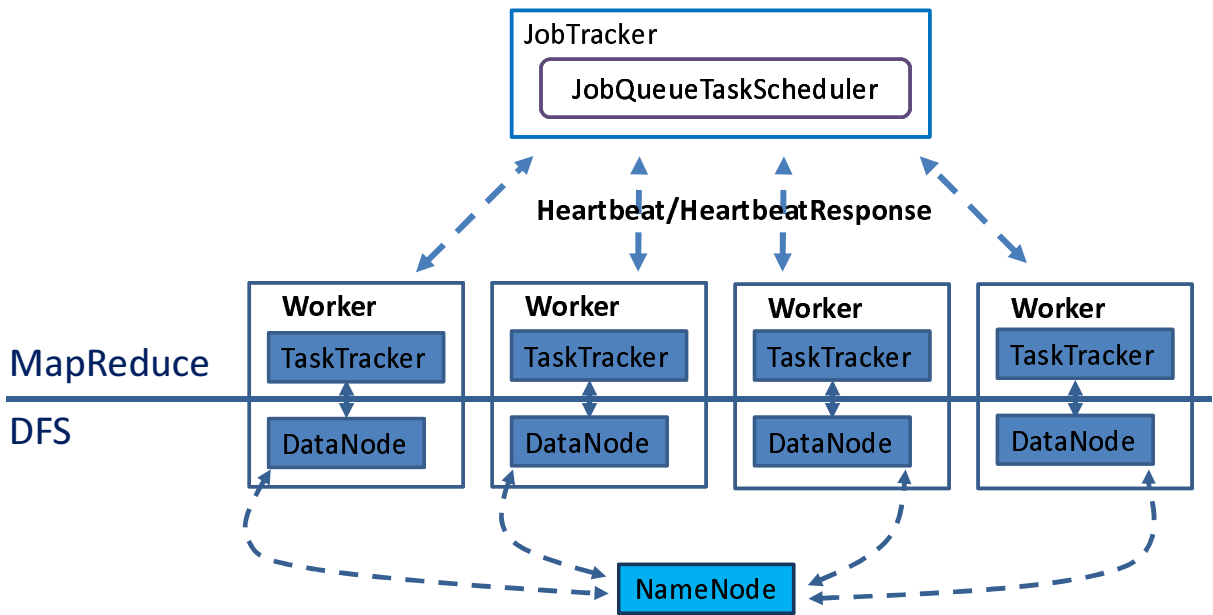 JobTracker
JobQueueTaskScheduler
Heartbeat/HeartbeatResponse
Worker
Worker
Worker
Worker
TaskTracker
TaskTracker
TaskTracker
TaskTracker
MapReduce
DFS
DataNode
DataNode
DataNode
DataNode
NameNode